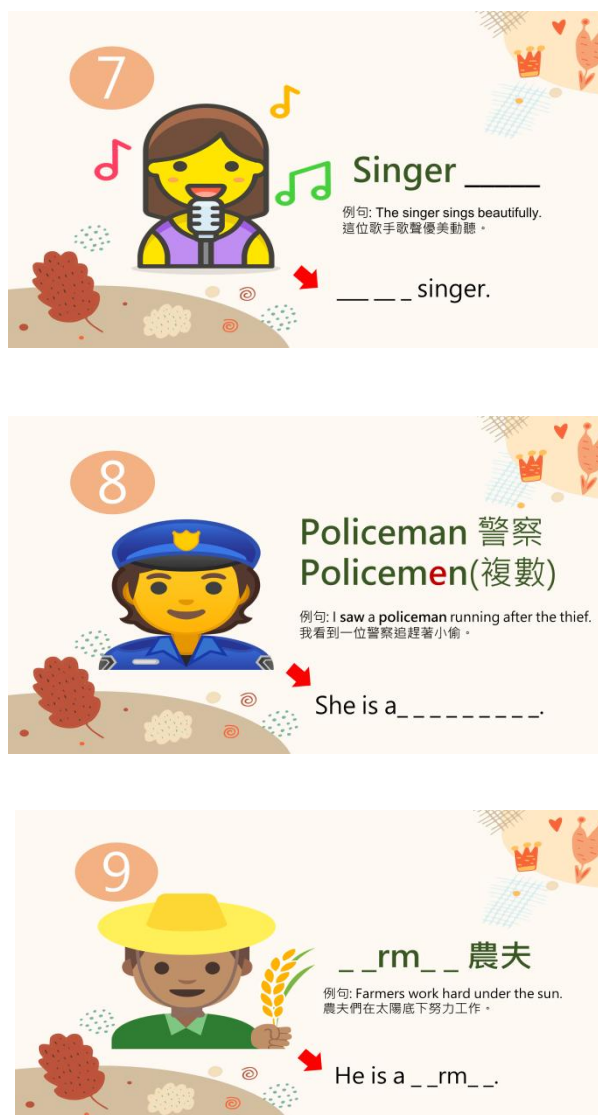 7
Singer _____
例句: The singer sings beautifully.
這位歌手歌聲優美動聽。
__ __ _ singer.
8
Policeman 警察
Policemen(複數)
例句: I saw a policeman running after the thief.
我看到一位警察追趕著小偷。
She is a_ _ _ _ _ _ _ _ _.
9
_ _rm_ _ 農夫
例句: Farmers work hard under the sun.
農夫們在太陽底下努力工作。
He is a _ _rm_ _.